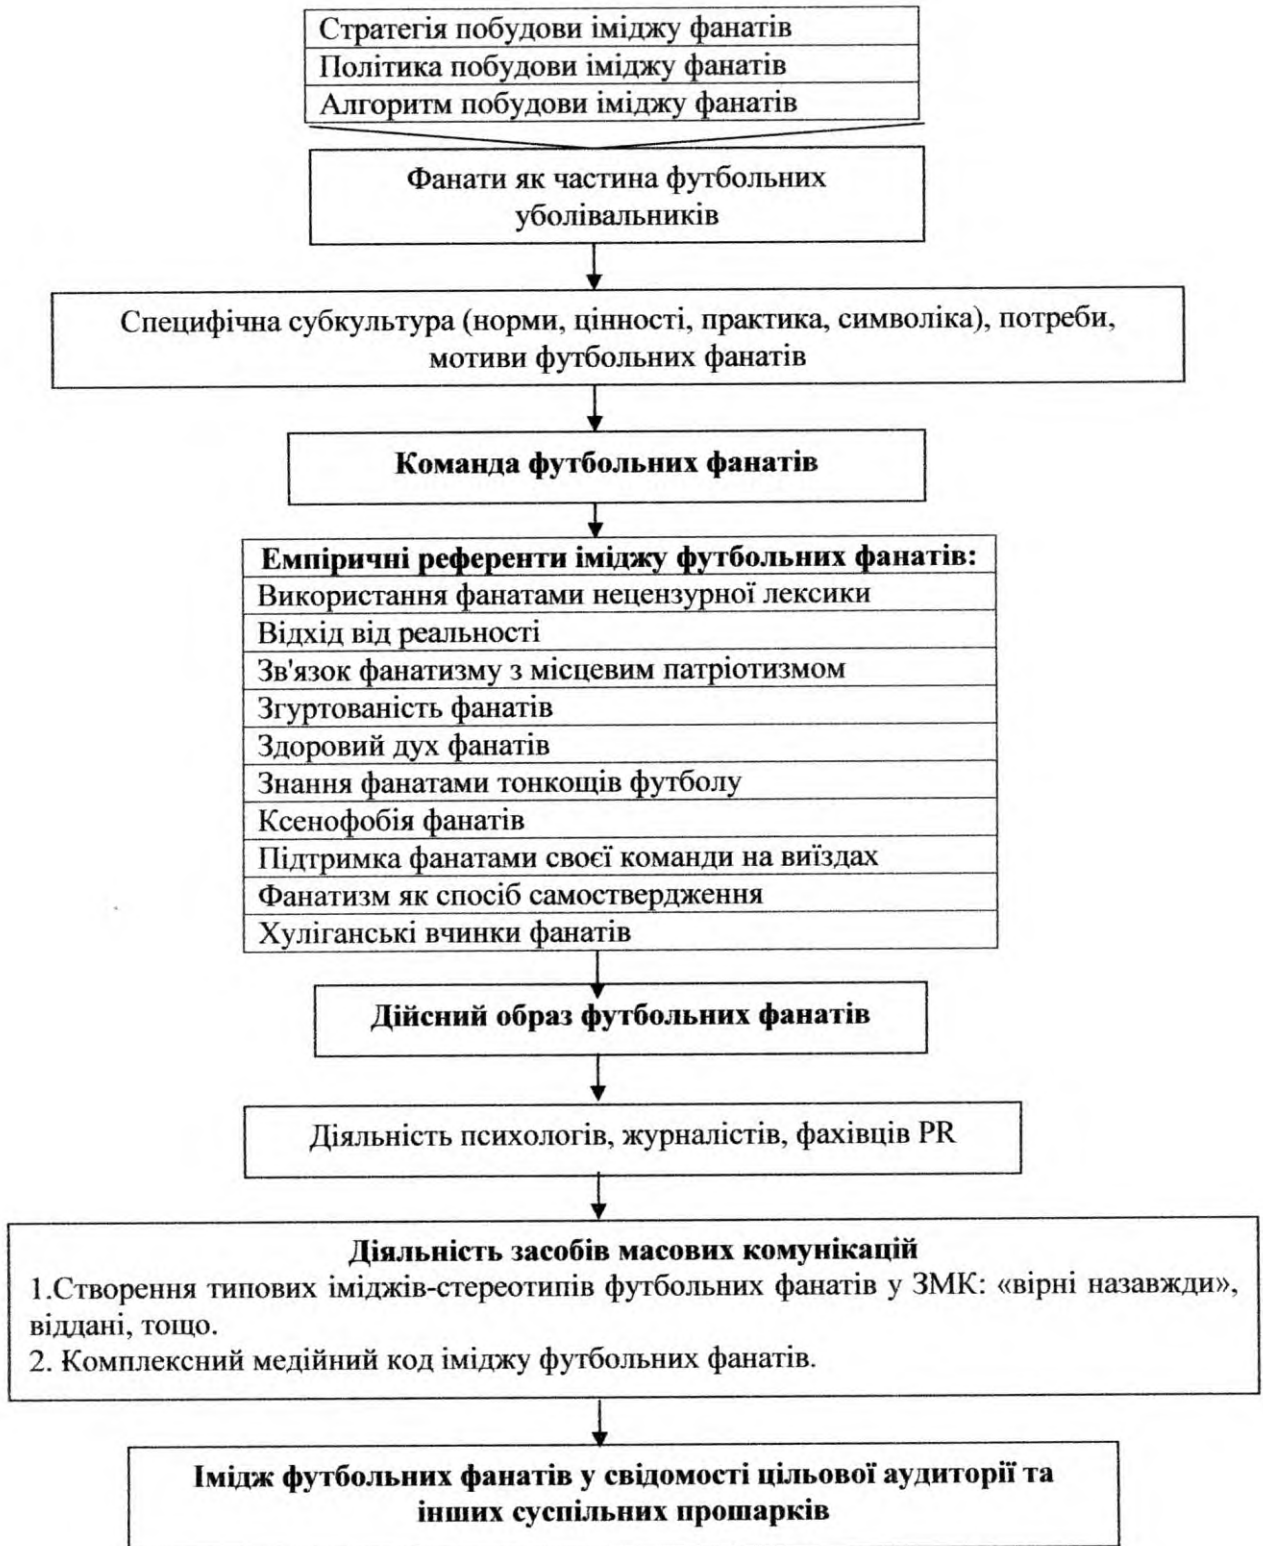 Стратегія побудови іміджу фанатів
Політика побудови іміджу фанатів
Алгоритм побудови іміджу фанатів
Фанати як частина футбольних
уболівальників
Специфічна субкультура (норми, цінності, практика, символіка), потреби,
мотиви футбольних фанатів
Команда футбольних фанатів
Емпіричні референти іміджу футбольних фанатів:
Використання фанатами нецензурної лексики
Відхід від реальності
Зв'язок фанатизму з місцевим патріотизмом
Згуртованість фанатів
Здоровий дух фанатів
Знання фанатами тонкощів футболу
Ксенофобія фанатів
Підтримка фанатами своєї команди на виїздах
Фанатизм як спосіб самоствердження
Хуліганські вчинки фанатів
Дійсний образ футбольних фанатів
Діяльність психологів, журналістів, фахівців PR
Діяльність засобів масових комунікацій
1.Створення типових іміджів-стереотипів футбольних фанатів у ЗМК: «вірні назавжди»,
віддані, тощо.
2. Комплексний медійний код іміджу футбольних фанатів.
Імідж футбольних фанатів у свідомості цільової аудиторії та
інших суспільних прошарків